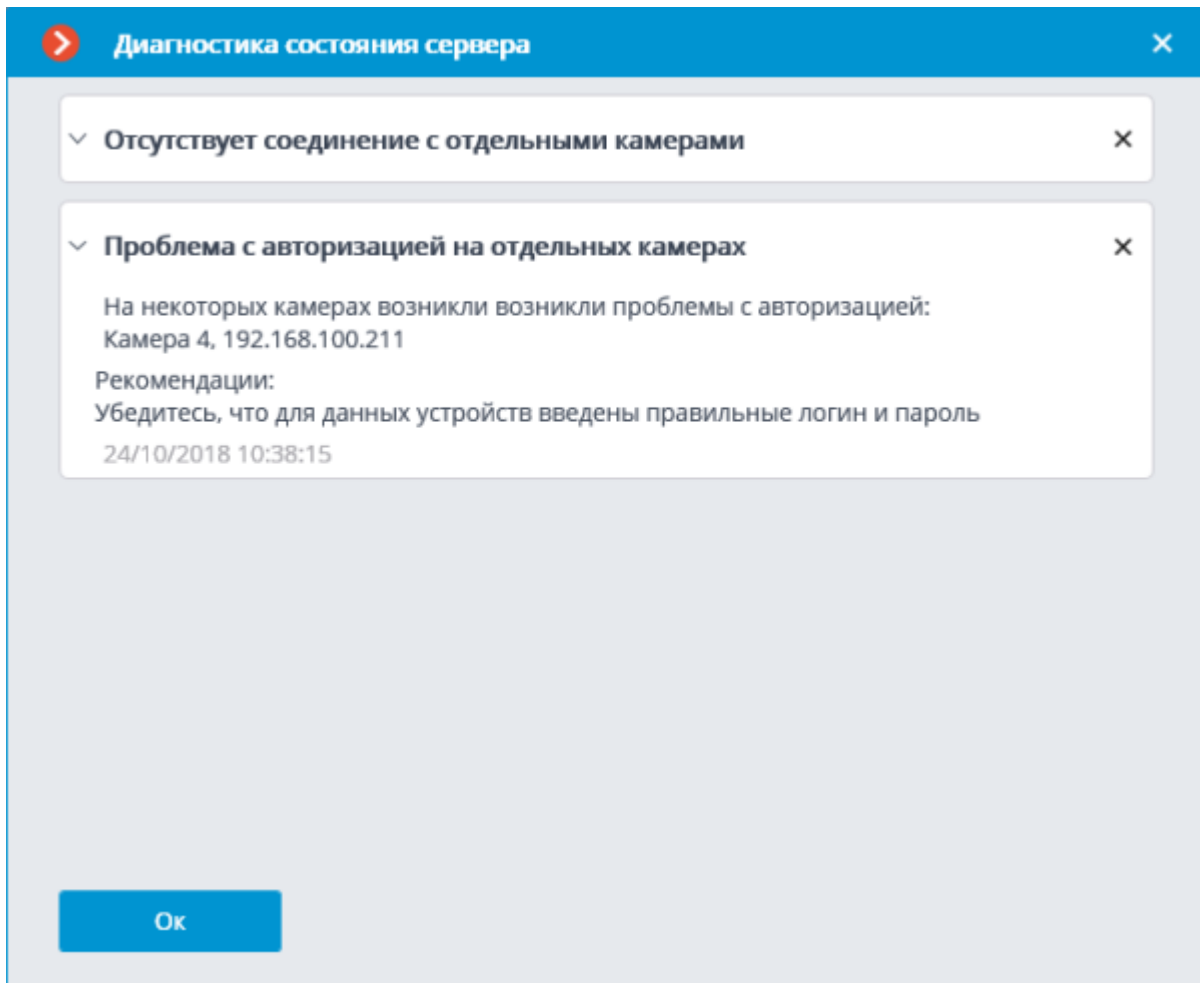 Диагностика состояния сервера
Отсутствует соединение с отдельными камерами
Проблема с авторизацией на отдельных камерах
На некоторых камерах возникли возникли проблемы с авторизацией:
Камера 4, 192.168.100.211
Рекомендации:
Убедитесь, что для данных устройств введены правильные логин и пароль
24/10/2018 10:38:15
Ок